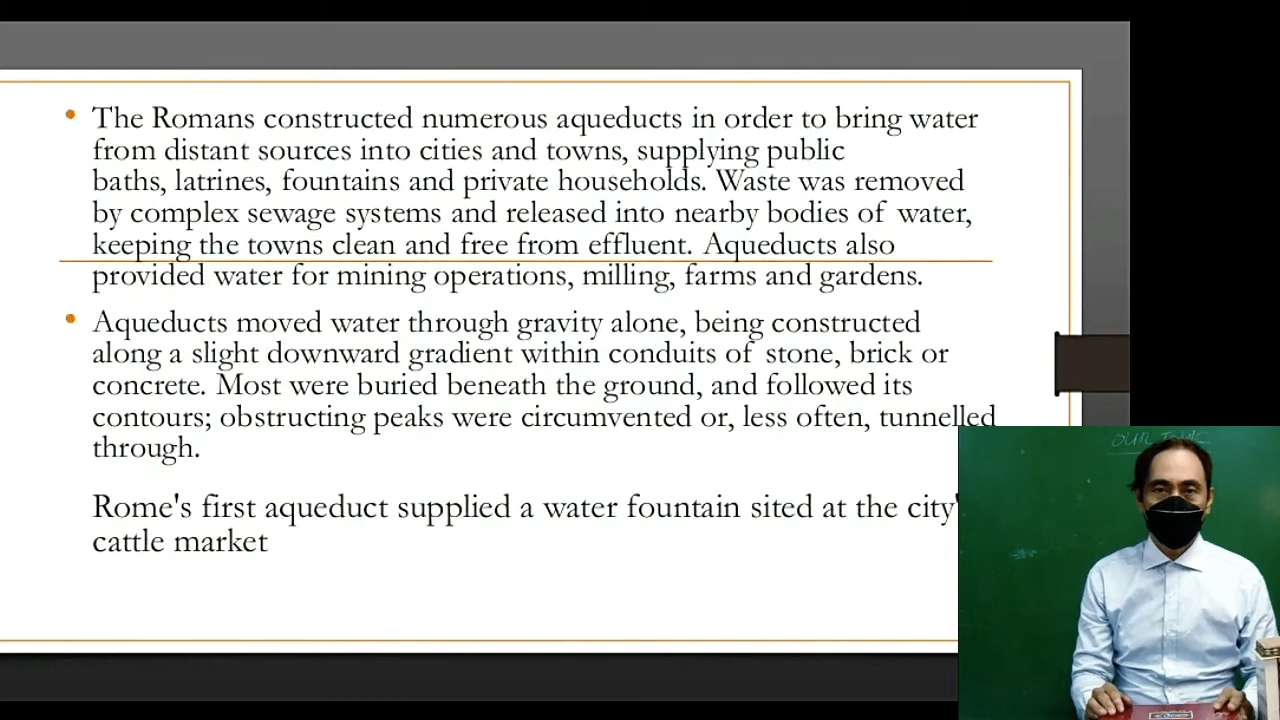 The Romans constructed numerous aqueducts in order to bring water
from distant sources into cities and towns, supplying public
baths, latrines, fountains and private households. Waste was removed
by complex sewage systems and released into nearby bodies of water,
keeping the towns clean and free from effluent. Aqueducts also
provided water for mining operations, milling, farms and gardens.
Aqueducts moved water through gravity alone, being constructed
along a slight downward gradient within conduits of stone, brick or
concrete. Most were buried beneath the ground, and followed its
contours; obstructing peaks were circumvented or, less often, tunnelled
through.
Rome's first aqueduct supplied a water fountain sited at the city'
cattle market
OUR TOPIC